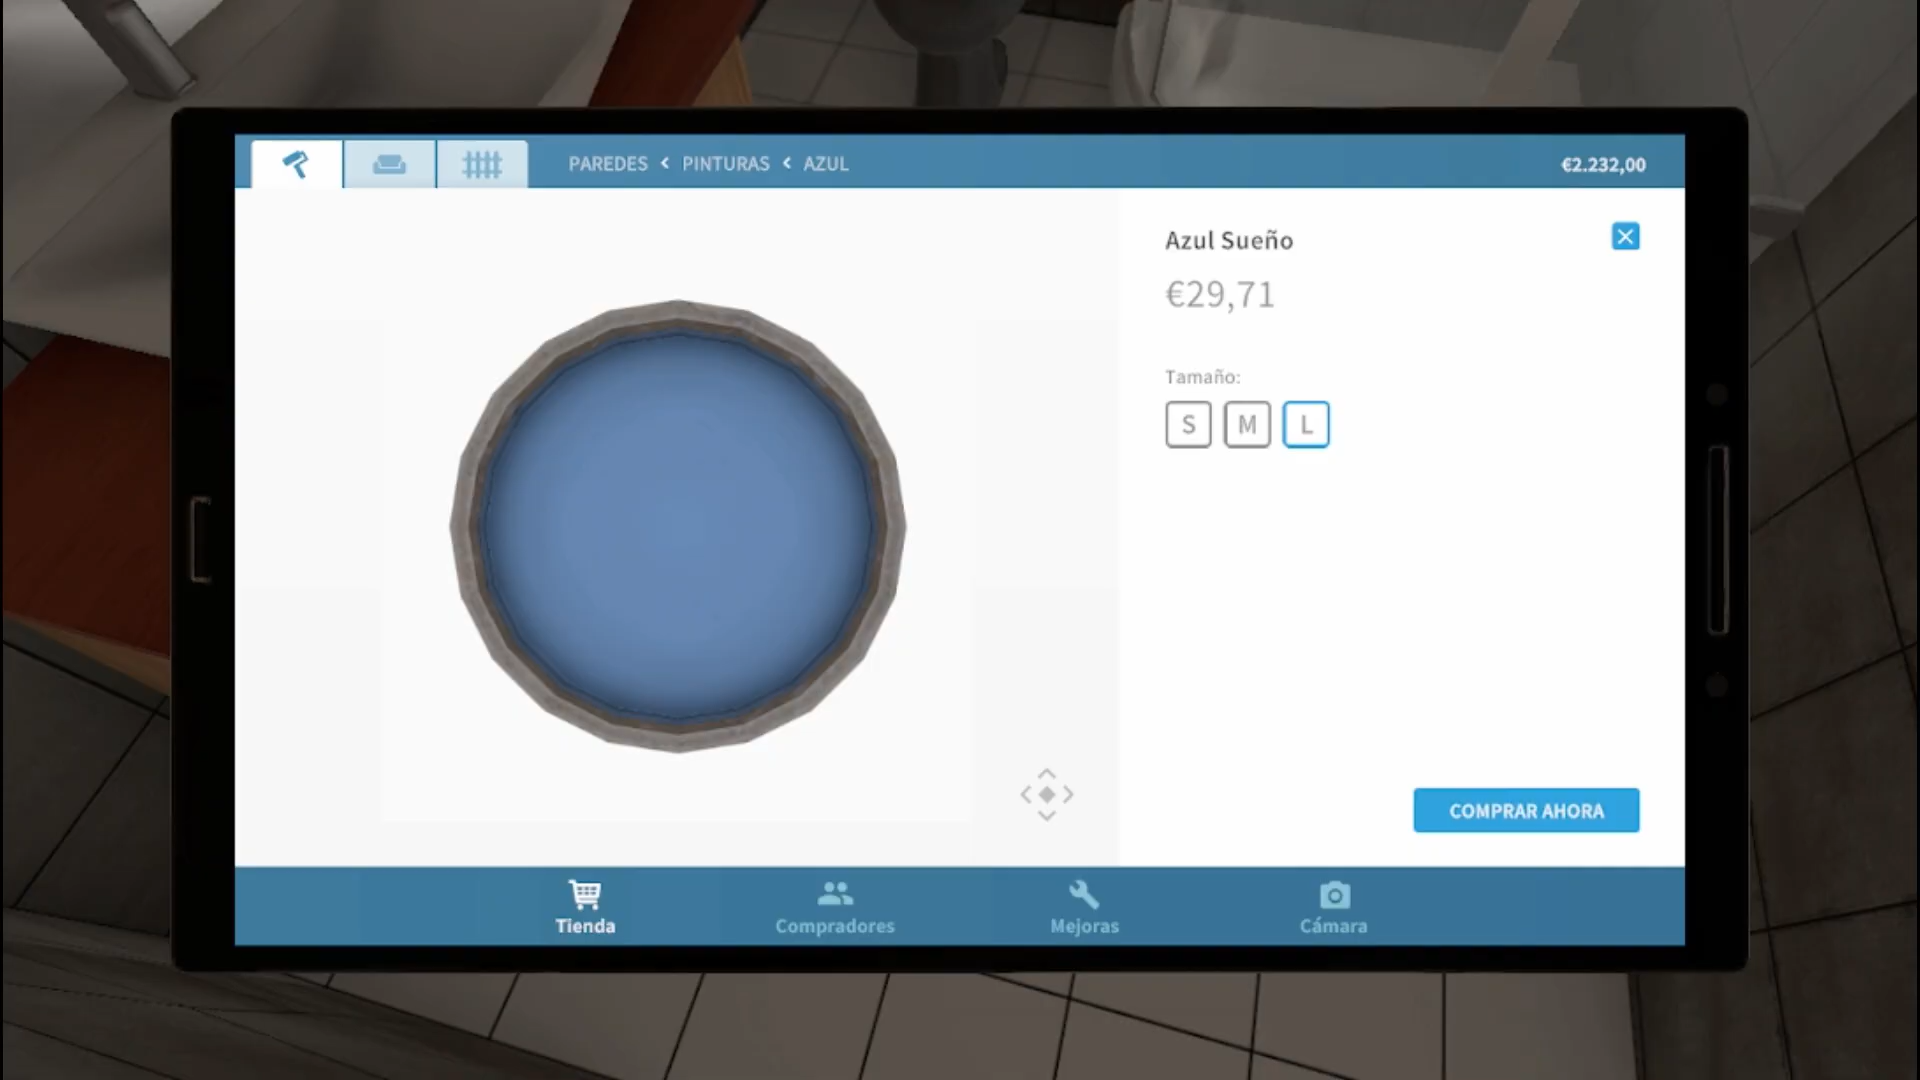 PAREDES < PINTURAS < AZUL
€2.232,00
Azul Sueño
€29,71
Tamaño:
S M L
COMPRAR AHORA
Tienda
Compradores
Mejoras
Cámara